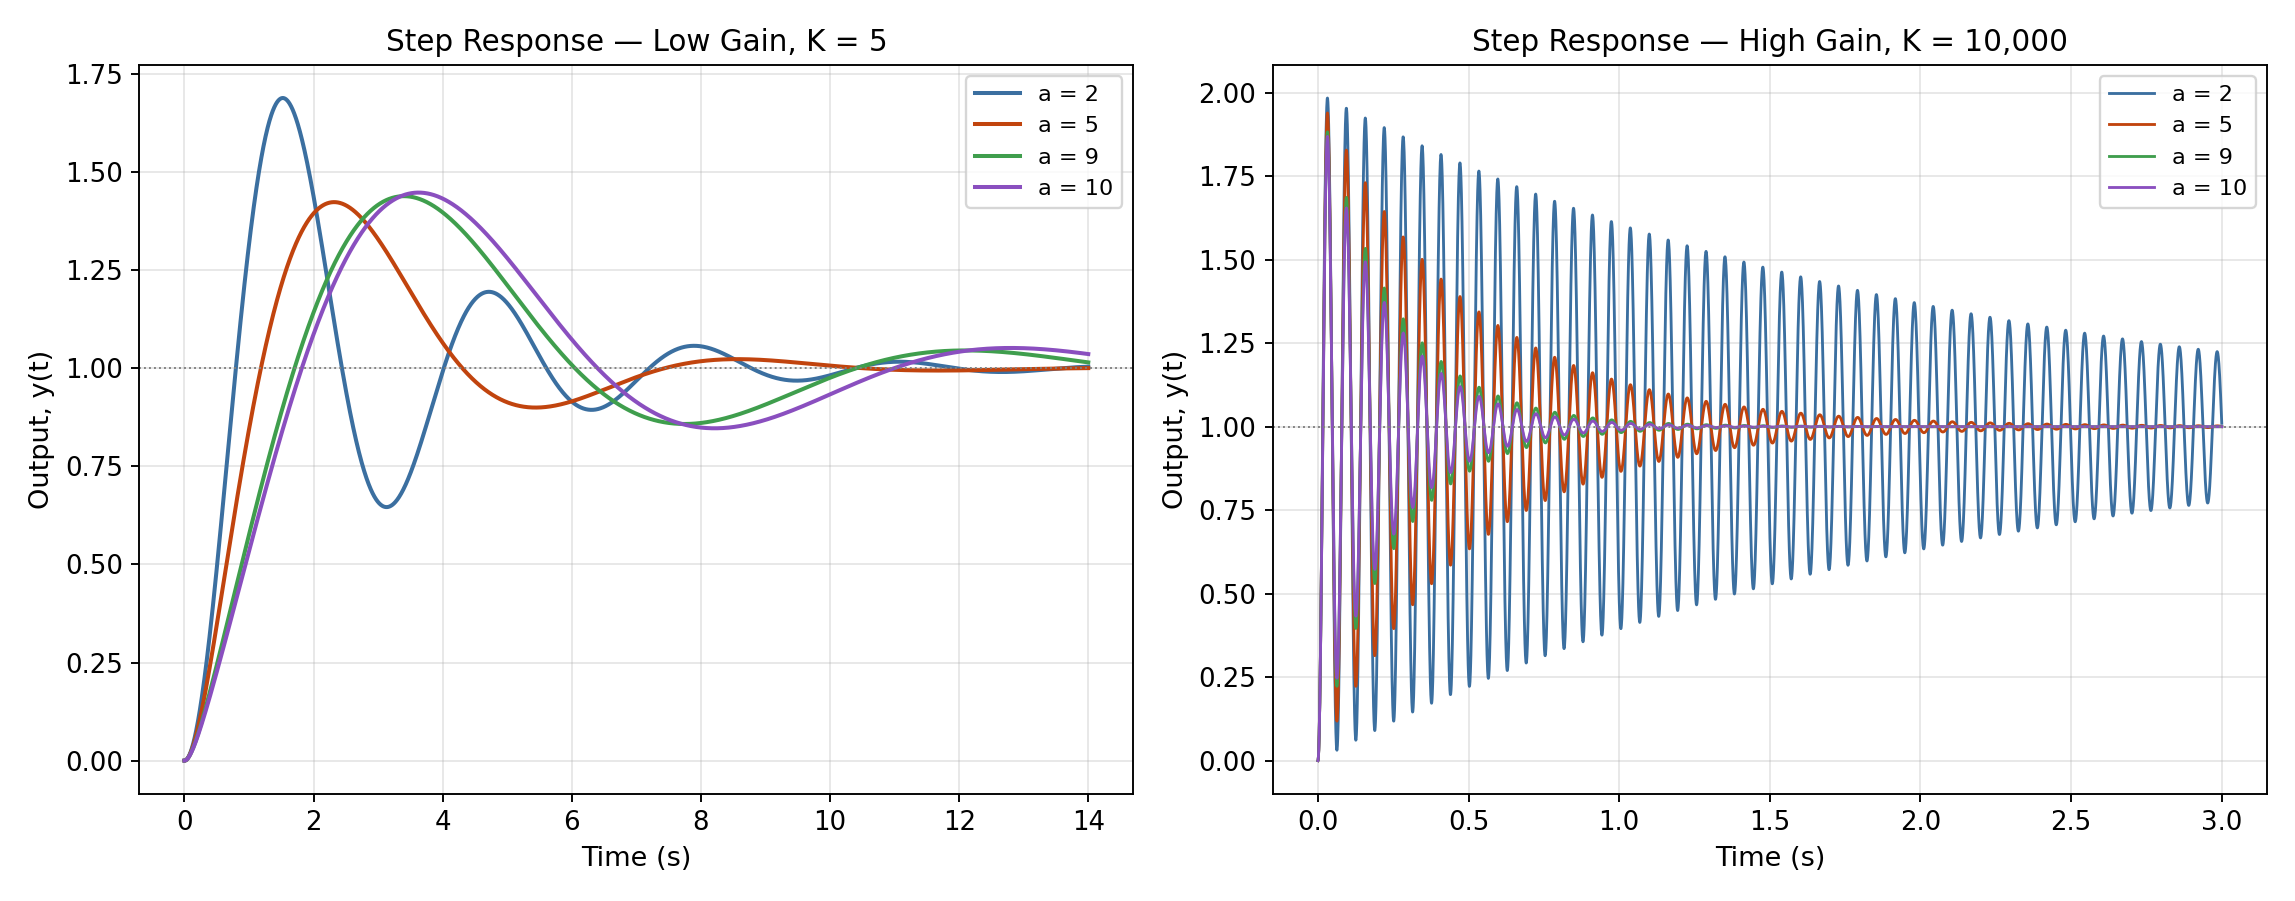 Step Response — Low Gain, K = 5
1.75
1.50
1.25
1.00
0.75
0.50
0.25
0.00
Output, y(t)
0 2 4 6 8 10 12 14
Time (s)
a = 2
a = 5
a = 9
a = 10
Step Response — High Gain, K = 10,000
2.00
1.75
1.50
1.25
1.00
0.75
0.50
0.25
0.00
Output, y(t)
0.0 0.5 1.0 1.5 2.0 2.5 3.0
Time (s)
a = 2
a = 5
a = 9
a = 10